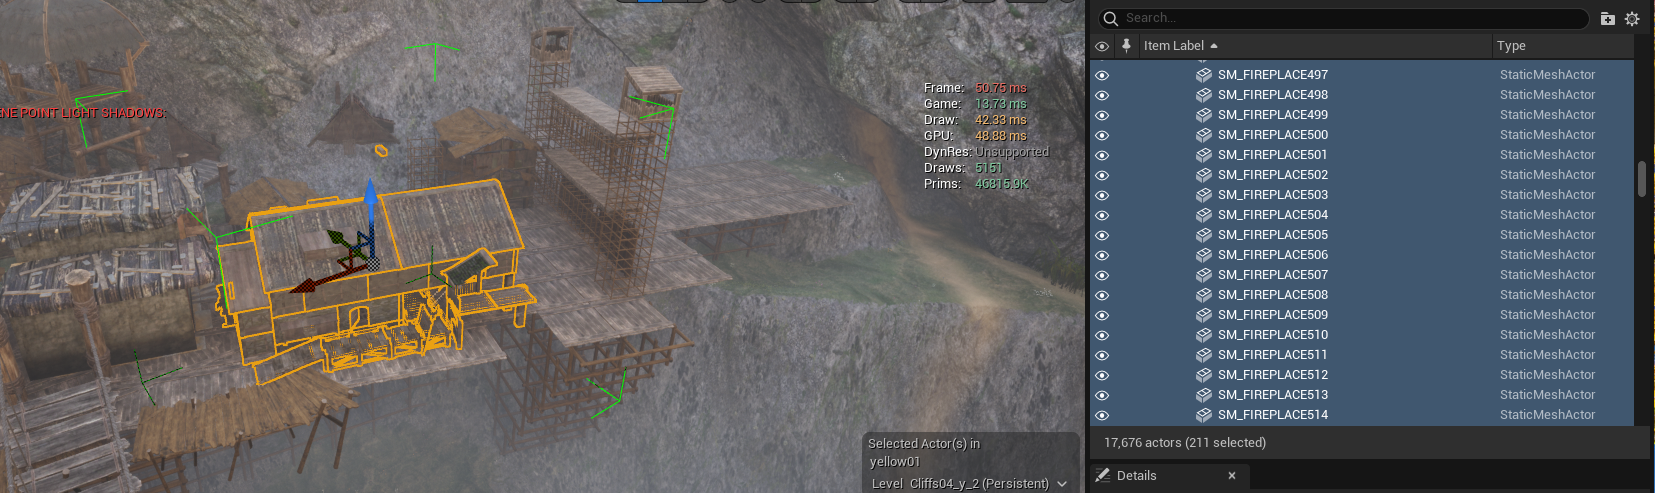 NE POINT LIGHT SHADOWS:
Frame: 50.75 ms
Game: 13.73 ms
Draw: 42.33 ms
GPU: 48.88 ms
DynRes: Unsupported
Draws: 5151
Prims: 46815.9K
Selected Actor(s) in
yellow01
Level Cliffs04_y_2 (Persistent)
Search...
Item Label Type
SM_FIREPLACE497 StaticMeshActor
SM_FIREPLACE498 StaticMeshActor
SM_FIREPLACE499 StaticMeshActor
SM_FIREPLACE500 StaticMeshActor
SM_FIREPLACE501 StaticMeshActor
SM_FIREPLACE502 StaticMeshActor
SM_FIREPLACE503 StaticMeshActor
SM_FIREPLACE504 StaticMeshActor
SM_FIREPLACE505 StaticMeshActor
SM_FIREPLACE506 StaticMeshActor
SM_FIREPLACE507 StaticMeshActor
SM_FIREPLACE508 StaticMeshActor
SM_FIREPLACE509 StaticMeshActor
SM_FIREPLACE510 StaticMeshActor
SM_FIREPLACE511 StaticMeshActor
SM_FIREPLACE512 StaticMeshActor
SM_FIREPLACE513 StaticMeshActor
SM_FIREPLACE514 StaticMeshActor
17,676 actors (211 selected)
Details